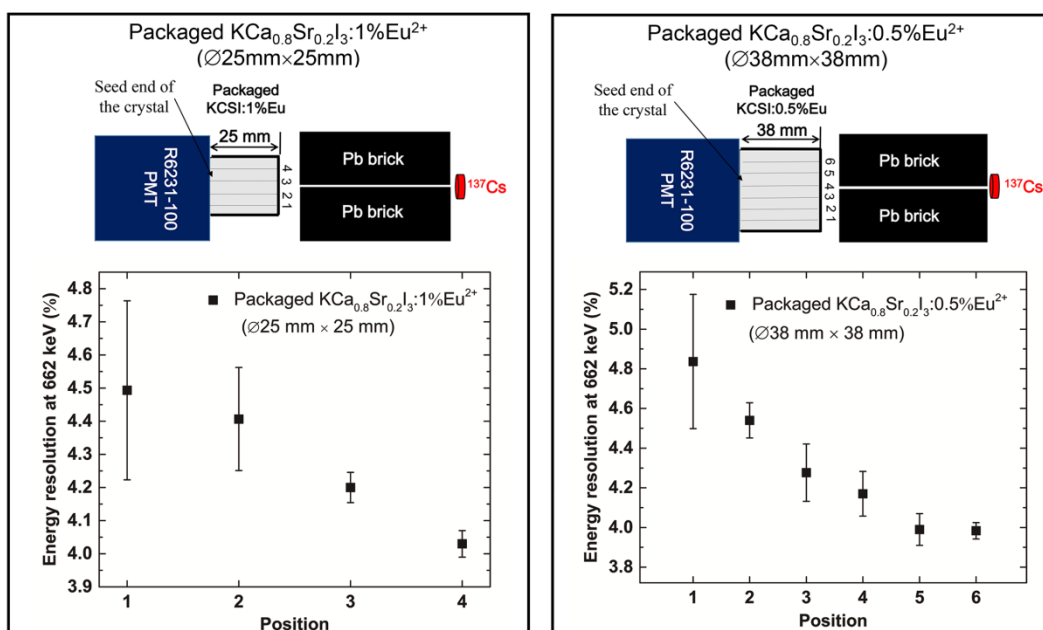 Packaged KCa₀.₈Sr₀.₂I₃:1%Eu²⁺
(∅25mm×25mm)
Seed end of
the crystal
Packaged
KCSI:1%Eu
25 mm
R6231-100
PMT
4 3 2 1
Pb brick
Pb brick
¹³⁷Cs
Energy resolution at 662 keV (%)
4.8
4.7
4.6
4.5
4.4
4.3
4.2
4.1
4.0
3.9
Packaged KCa₀.₈Sr₀.₂I₃:1%Eu²⁺
(∅25 mm × 25 mm)
1 2 3 4
Position
Packaged KCa₀.₈Sr₀.₂I₃:0.5%Eu²⁺
(∅38mm×38mm)
Seed end of
the crystal
Packaged
KCSI:0.5%Eu
38 mm
R6231-100
PMT
6 5 4 3 2 1
Pb brick
Pb brick
¹³⁷Cs
Energy resolution at 662 keV (%)
5.2
5.0
4.8
4.6
4.4
4.2
4.0
3.8
Packaged KCa₀.₈Sr₀.₂I₃:0.5%Eu²⁺
(∅38 mm × 38 mm)
1 2 3 4 5 6
Position